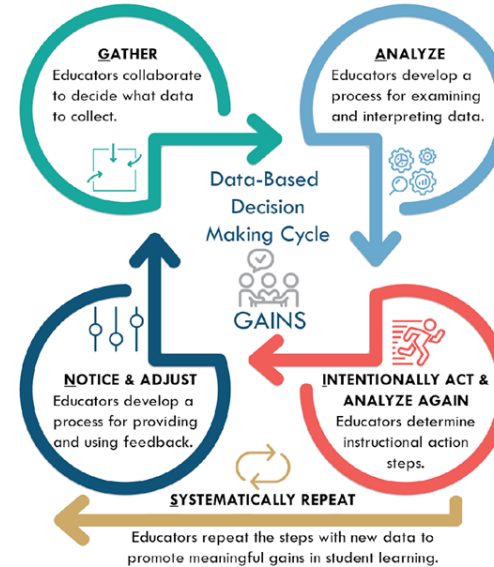 GATHER
Educators collaborate
to decide what data
to collect.
ANALYZE
Educators develop a
process for examining
and interpreting data.
Data-Based
Decision
Making Cycle
GAINS
NOTICE & ADJUST
Educators develop a
process for providing
and using feedback.
INTENTIONALLY ACT &
ANALYZE AGAIN
Educators determine
instructional action
steps.
SYSTEMATICALLY REPEAT
Educators repeat the steps with new data to
promote meaningful gains in student learning.